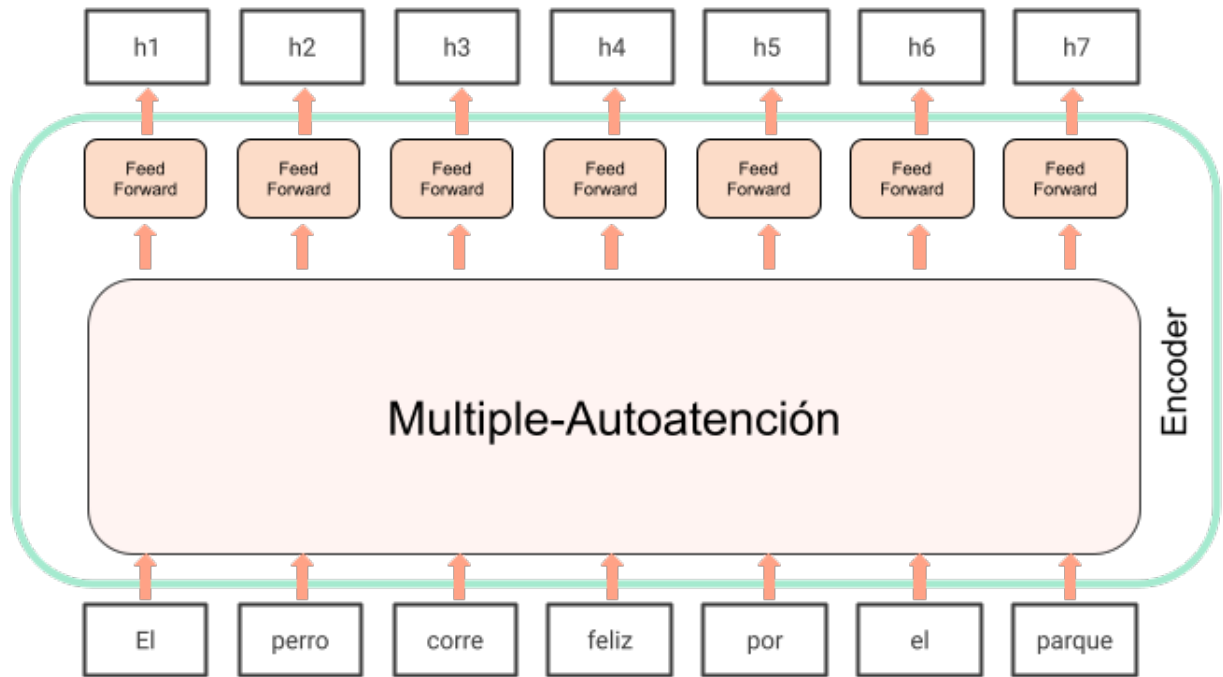 h1 h2 h3 h4 h5 h6 h7
Feed Feed Feed Feed Feed Feed Feed
Forward Forward Forward Forward Forward Forward Forward
Encoder
Multiple-Autoatención
El perro corre feliz por el parque